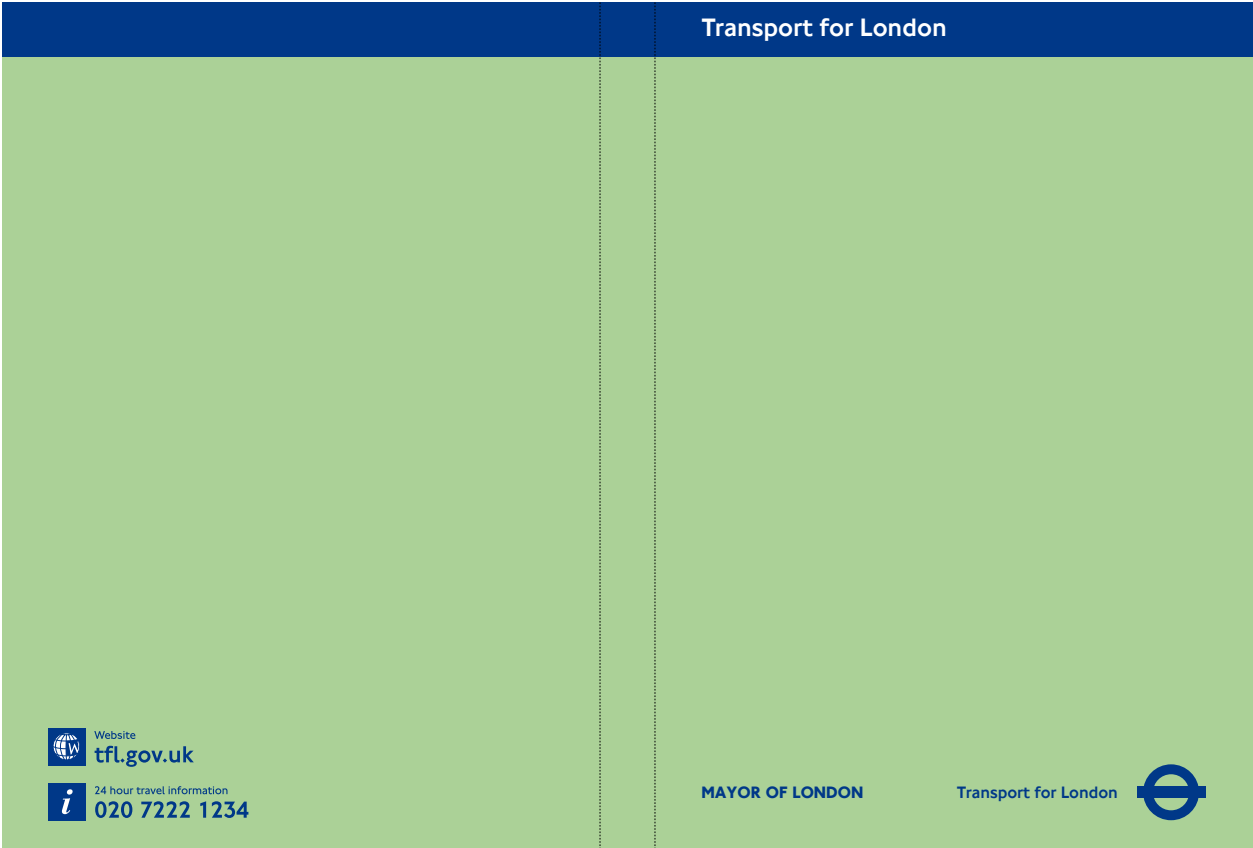 Transport for London
Website
tfl.gov.uk
24 hour travel information
020 7222 1234
MAYOR OF LONDON
Transport for London